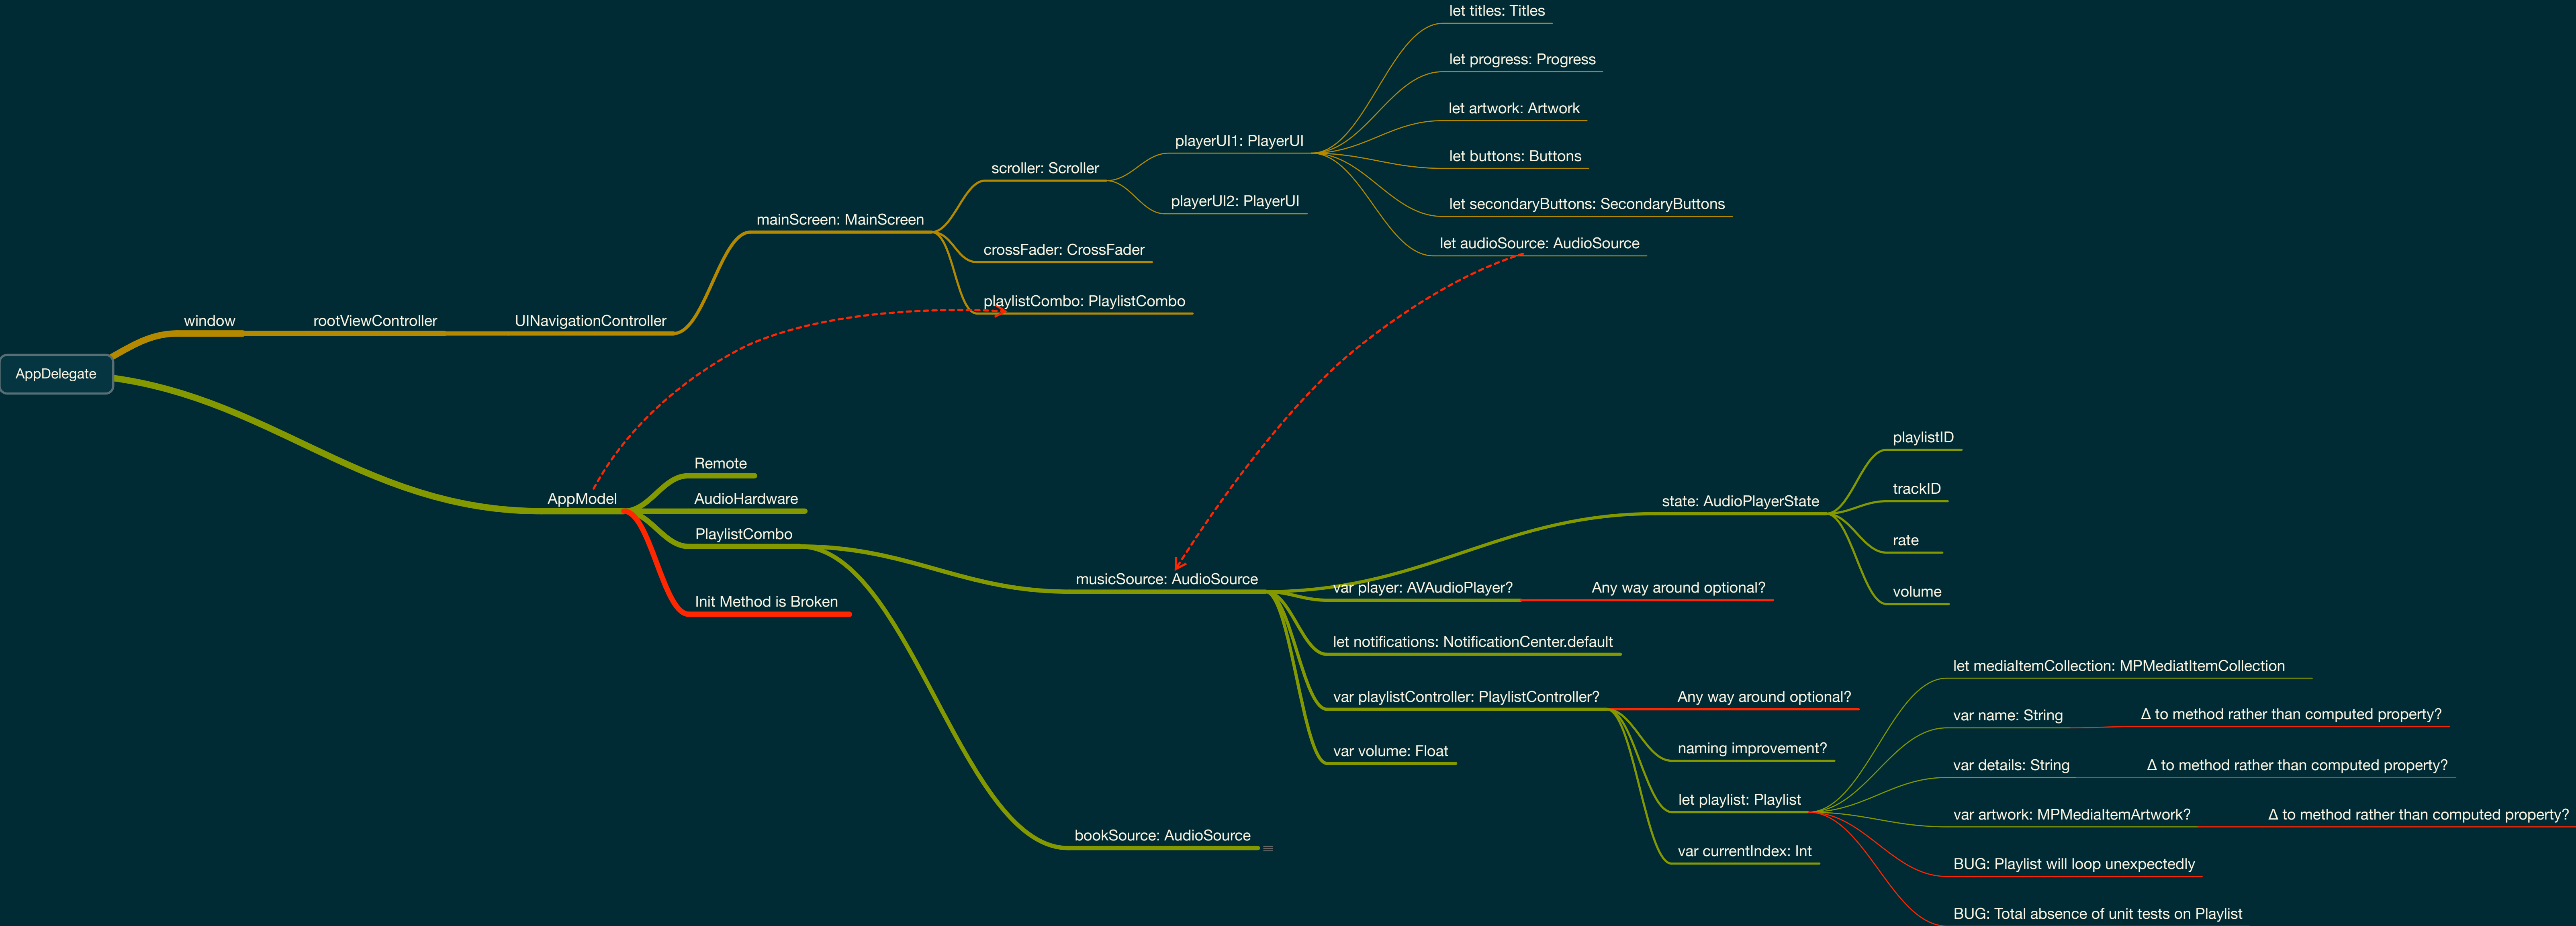 AppDelegate
window
rootViewController
UINavigationController
mainScreen: MainScreen
scroller: Scroller
playerUI1: PlayerUI
let titles: Titles
let progress: Progress
let artwork: Artwork
let buttons: Buttons
let secondaryButtons: SecondaryButtons
let audioSource: AudioSource
playerUI2: PlayerUI
crossFader: CrossFader
playlistCombo: PlaylistCombo
AppModel
Remote
AudioHardware
PlaylistCombo
musicSource: AudioSource
state: AudioPlayerState
playlistID
trackID
rate
volume
var player: AVAudioPlayer?
Any way around optional?
let notifications: NotificationCenter.default
var playlistController: PlaylistController?
Any way around optional?
naming improvement?
let playlist: Playlist
let mediaItemCollection: MPMediatItemCollection
var name: String
Δ to method rather than computed property?
var details: String
Δ to method rather than computed property?
var artwork: MPMediaItemArtwork?
Δ to method rather than computed property?
BUG: Playlist will loop unexpectedly
BUG: Total absence of unit tests on Playlist
var currentIndex: Int
var volume: Float
bookSource: AudioSource
Init Method is Broken